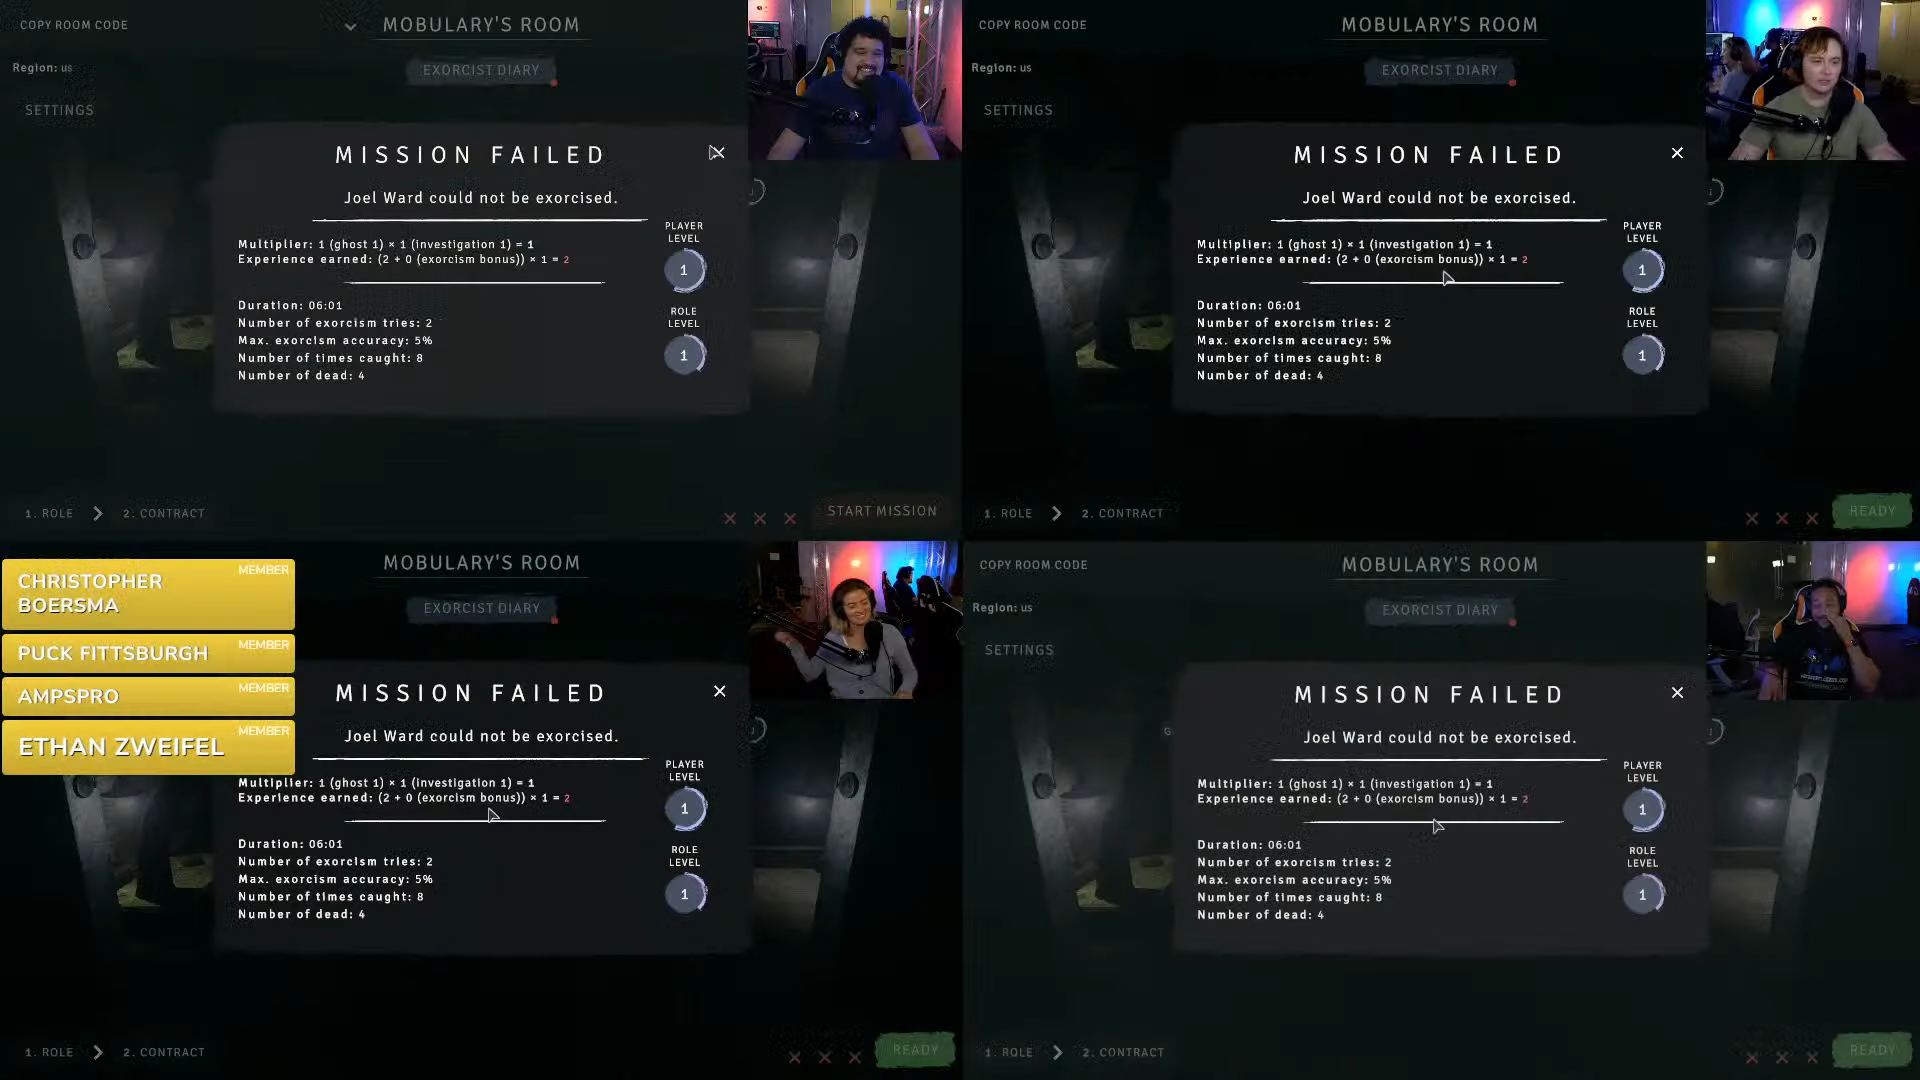 COPY ROOM CODE
MOBULARY'S ROOM
Region: us
EXORCIST DIARY
SETTINGS
MISSION FAILED
Joel Ward could not be exorcised.
PLAYER
LEVEL
1
Multiplier: 1 (ghost 1) × 1 (investigation 1) = 1
Experience earned: (2 + 0 (exorcism bonus)) × 1 = 2
Duration: 06:01
ROLE
LEVEL
1
Number of exorcism tries: 2
Max. exorcism accuracy: 5%
Number of times caught: 8
Number of dead: 4
1. ROLE
2. CONTRACT
START MISSION
COPY ROOM CODE
MOBULARY'S ROOM
Region: us
EXORCIST DIARY
SETTINGS
MISSION FAILED
Joel Ward could not be exorcised.
PLAYER
LEVEL
1
Multiplier: 1 (ghost 1) × 1 (investigation 1) = 1
Experience earned: (2 + 0 (exorcism bonus)) × 1 = 2
Duration: 06:01
ROLE
LEVEL
1
Number of exorcism tries: 2
Max. exorcism accuracy: 5%
Number of times caught: 8
Number of dead: 4
1. ROLE
2. CONTRACT
READY
MOBULARY'S ROOM
EXORCIST DIARY
CHRISTOPHER
BOERSMA
MEMBER
PUCK FITTSBURGH
MEMBER
AMPSPRO
MEMBER
ETHAN ZWEIFEL
MEMBER
MISSION FAILED
Joel Ward could not be exorcised.
PLAYER
LEVEL
1
Multiplier: 1 (ghost 1) × 1 (investigation 1) = 1
Experience earned: (2 + 0 (exorcism bonus)) × 1 = 2
Duration: 06:01
ROLE
LEVEL
1
Number of exorcism tries: 2
Max. exorcism accuracy: 5%
Number of times caught: 8
Number of dead: 4
1. ROLE
2. CONTRACT
READY
COPY ROOM CODE
MOBULARY'S ROOM
Region: us
EXORCIST DIARY
SETTINGS
MISSION FAILED
Joel Ward could not be exorcised.
PLAYER
LEVEL
1
Multiplier: 1 (ghost 1) × 1 (investigation 1) = 1
Experience earned: (2 + 0 (exorcism bonus)) × 1 = 2
Duration: 06:01
ROLE
LEVEL
1
Number of exorcism tries: 2
Max. exorcism accuracy: 5%
Number of times caught: 8
Number of dead: 4
1. ROLE
2. CONTRACT
READY